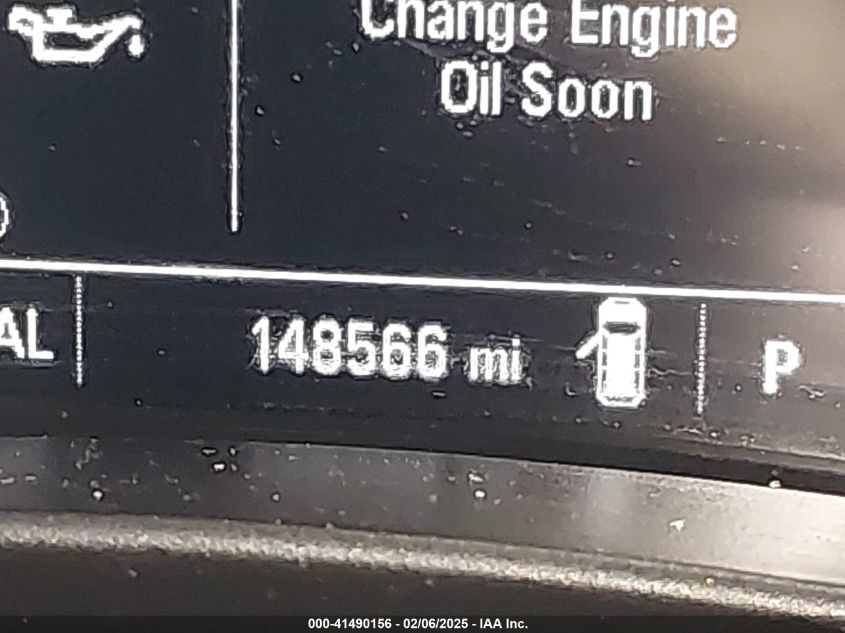 Change Engine
Oil Soon
AL
148566 mi
P
000-41490156 - 02/06/2025 - IAA Inc.